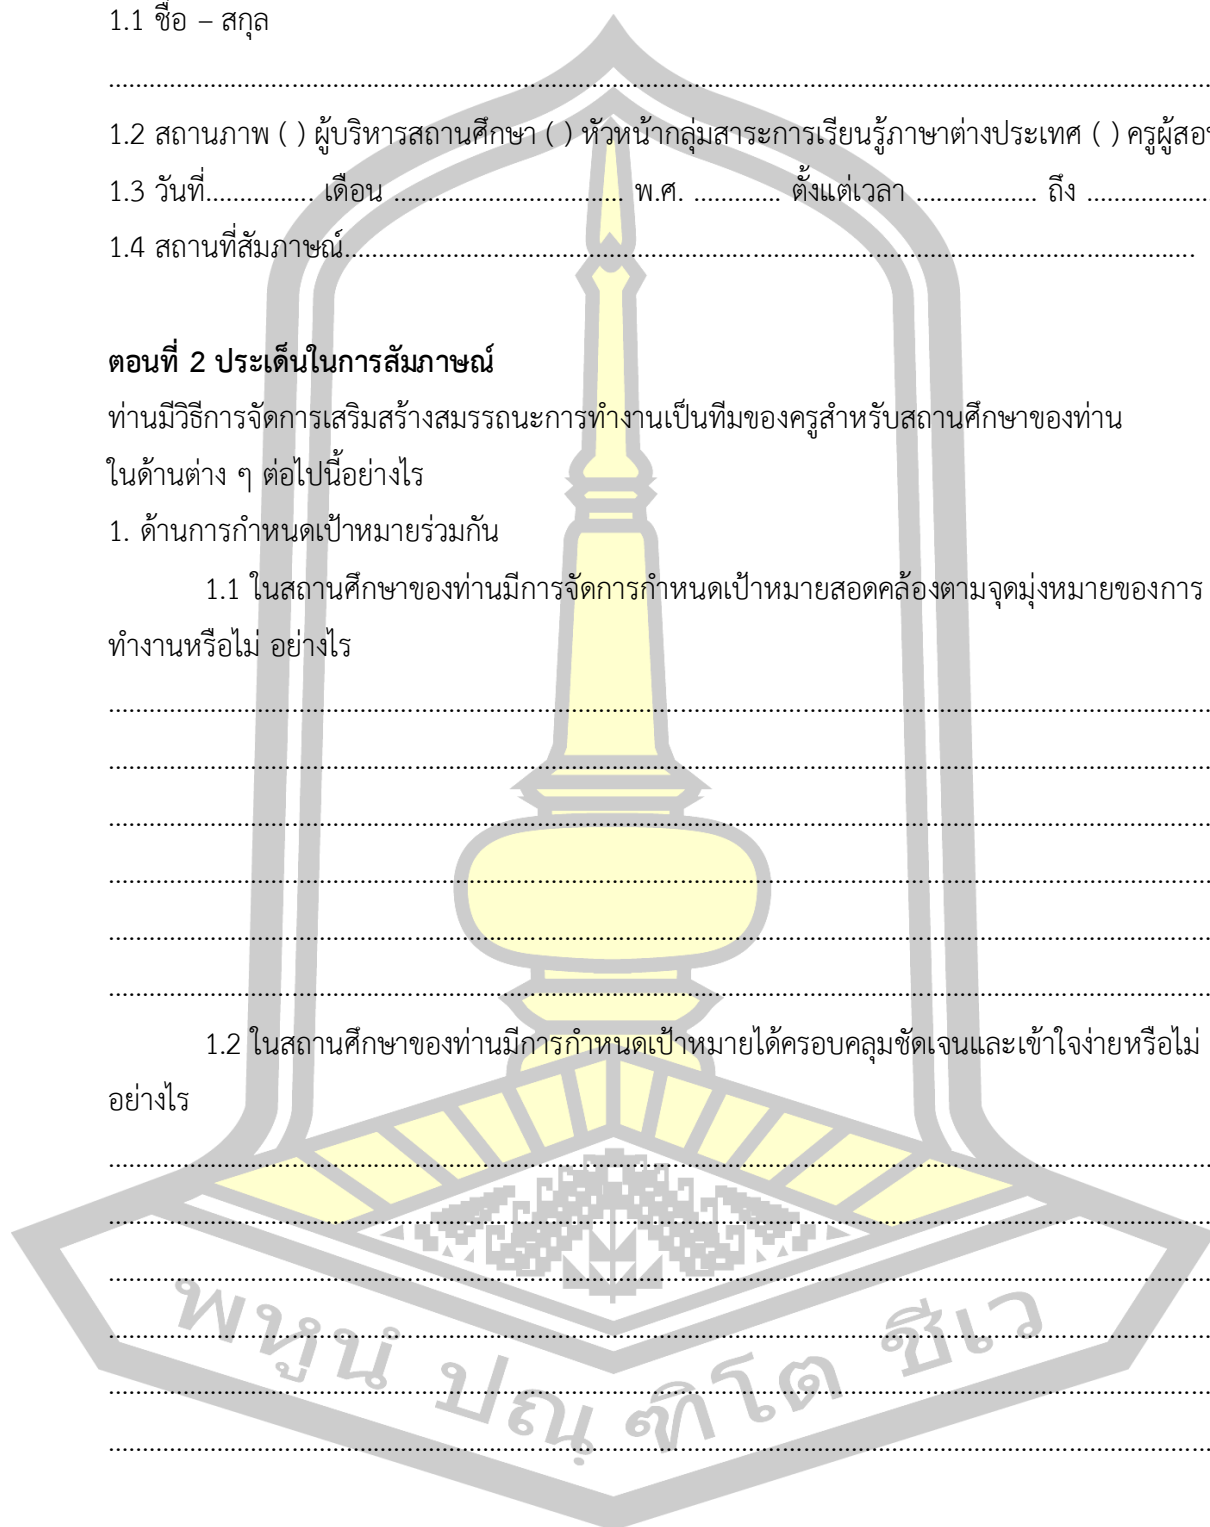 1.1 ชื่อ – สกุล
..............................................................................................................................................................
1.2 สถานภาพ ( ) ผู้บริหารสถานศึกษา ( ) หัวหน้ากลุ่มสาระการเรียนรู้ภาษาต่างประเทศ ( ) ครูผู้สอน
1.3 วันที่................ เดือน .................................. พ.ศ. ............. ตั้งแต่เวลา .................. ถึง ...................
1.4 สถานที่สัมภาษณ์.............................................................................................................................
ตอนที่ 2 ประเด็นในการสัมภาษณ์
ท่านมีวิธีการจัดการเสริมสร้างสมรรถนะการทำงานเป็นทีมของครูสำหรับสถานศึกษาของท่าน
ในด้านต่าง ๆ ต่อไปนี้อย่างไร
1. ด้านการกำหนดเป้าหมายร่วมกัน
1.1 ในสถานศึกษาของท่านมีการจัดการกำหนดเป้าหมายสอดคล้องตามจุดมุ่งหมายของการ
ทำงานหรือไม่ อย่างไร
..............................................................................................................................................................
..............................................................................................................................................................
..............................................................................................................................................................
..............................................................................................................................................................
..............................................................................................................................................................
..............................................................................................................................................................
1.2 ในสถานศึกษาของท่านมีการกำหนดเป้าหมายได้ครอบคลุมชัดเจนและเข้าใจง่ายหรือไม่
อย่างไร
..............................................................................................................................................................
..............................................................................................................................................................
..............................................................................................................................................................
..............................................................................................................................................................
..............................................................................................................................................................
..............................................................................................................................................................
พหูนํ ปณฺฑิโต ชีเว